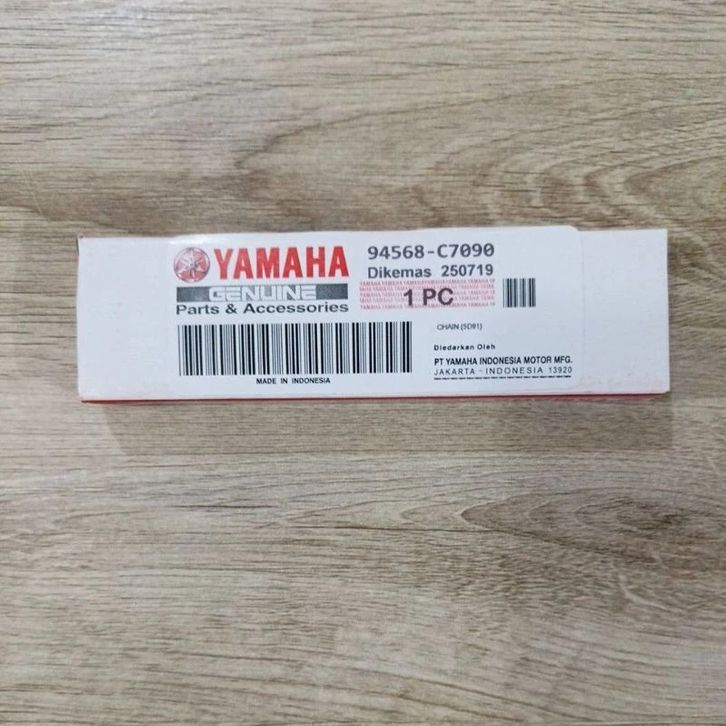 YAMAHA
GENUINE
Parts & Accessories
MADE IN INDONESIA
94568-C7090
Dikemas 250719
1 PC
CHAIN (5D91)
Diedarkan Oleh
PT YAMAHA INDONESIA MOTOR MFG.
JAKARTA - INDONESIA 13920